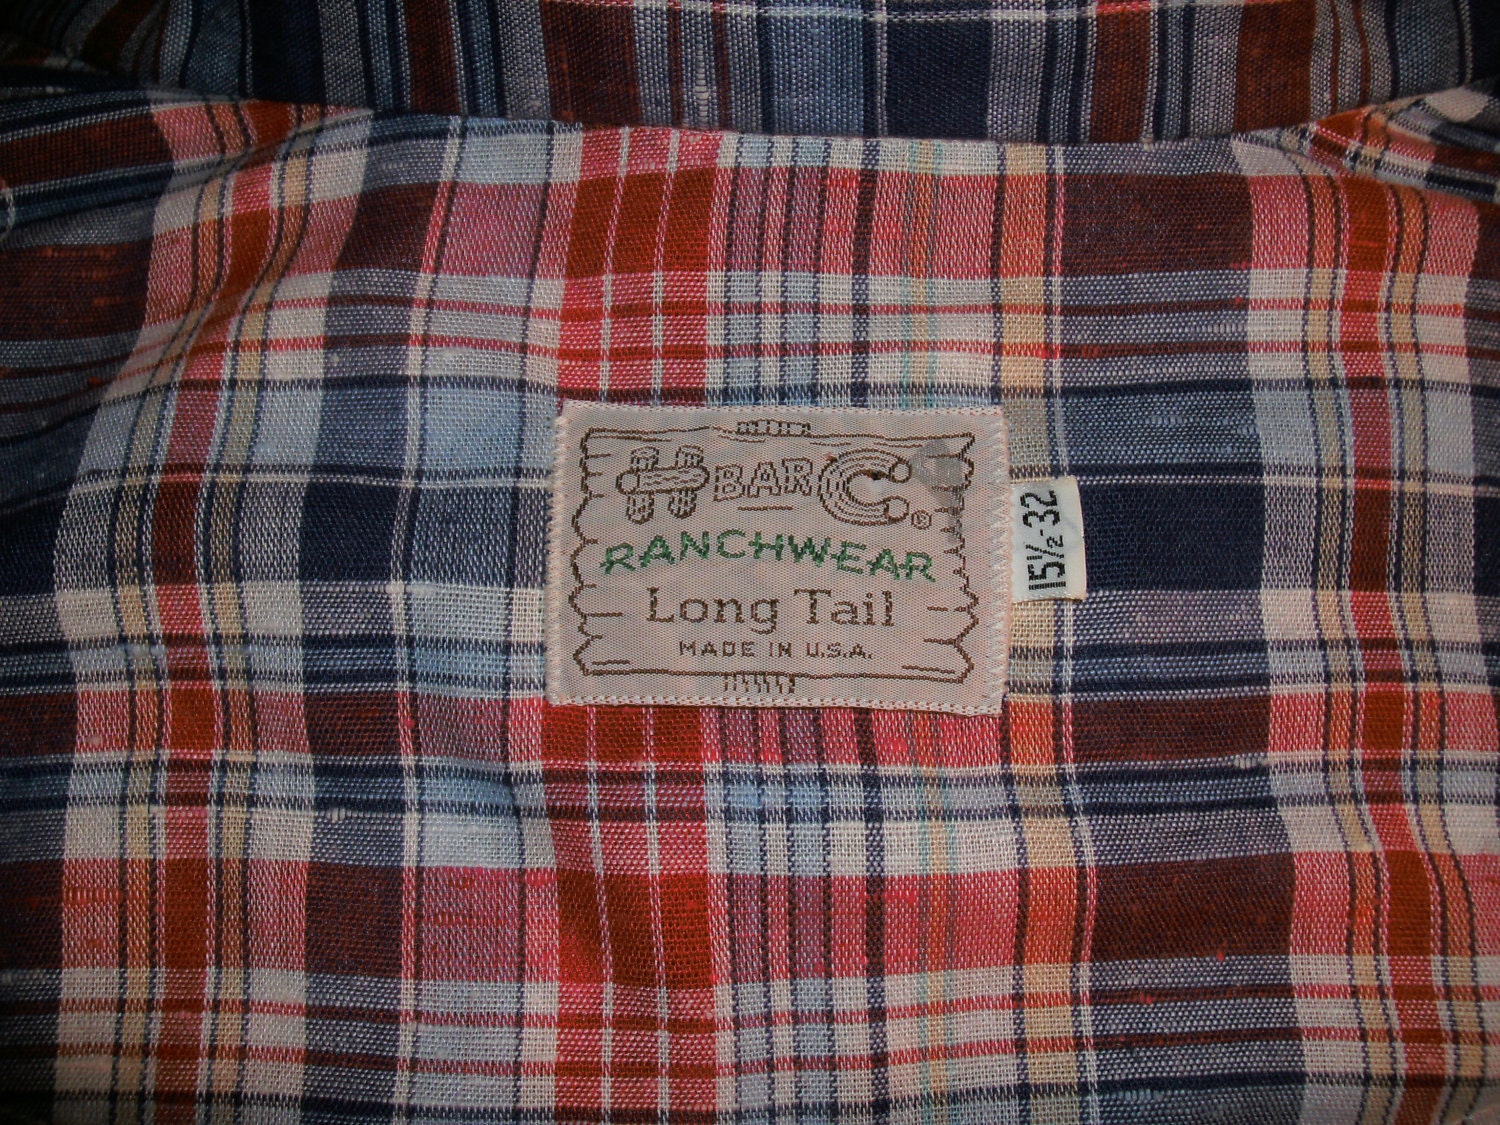 H BAR C®
RANCHWEAR
Long Tail
MADE IN U.S.A.
15½-32